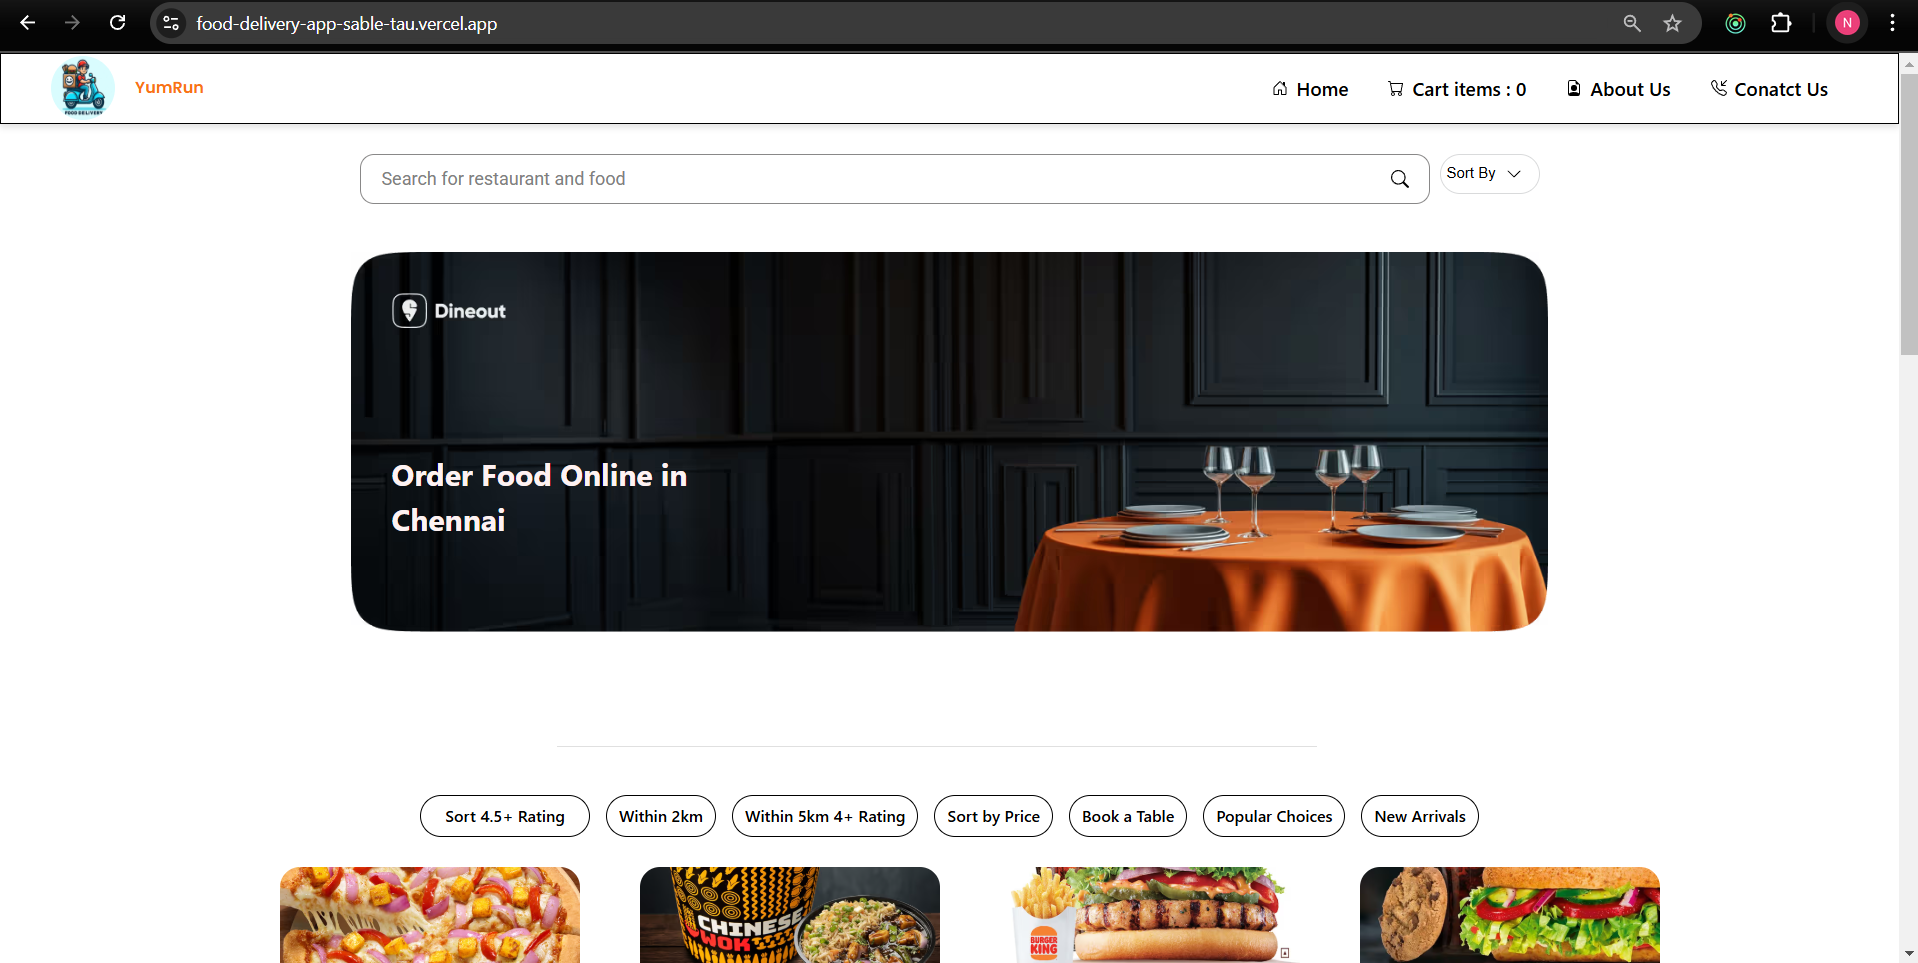 food-delivery-app-sable-tau.vercel.app
N
FOOD DELIVERY
YumRun
Home
Cart items : 0
About Us
Conatct Us
Search for restaurant and food
Sort By
Dineout
Order Food Online in
Chennai
Sort 4.5+ Rating
Within 2km
Within 5km 4+ Rating
Sort by Price
Book a Table
Popular Choices
New Arrivals
CHINESE
WOK
BURGER
KING